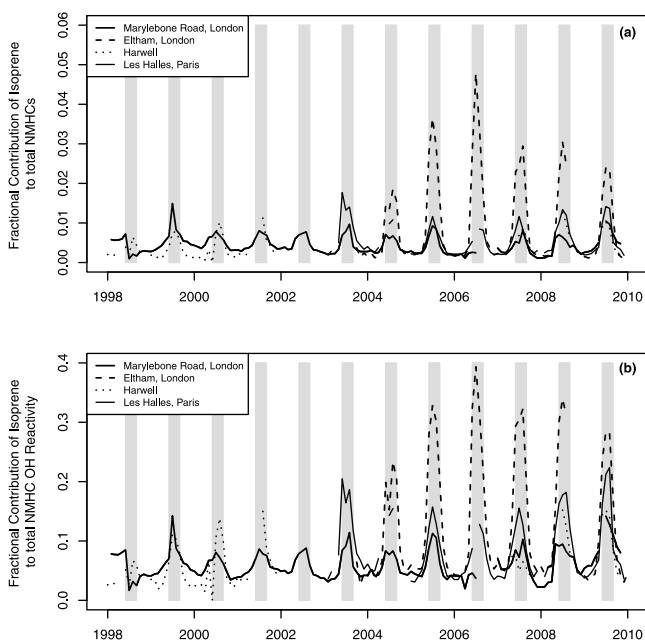 (a)
Marylebone Road, London
Eltham, London
Harwell
Les Halles, Paris
Fractional Contribution of Isoprene
to total NMHCs
0.06
0.05
0.04
0.03
0.02
0.01
0.00
1998 2000 2002 2004 2006 2008 2010
(b)
Marylebone Road, London
Eltham, London
Harwell
Les Halles, Paris
Fractional Contribution of Isoprene
to total NMHC OH Reactivity
0.4
0.3
0.2
0.1
0.0
1998 2000 2002 2004 2006 2008 2010